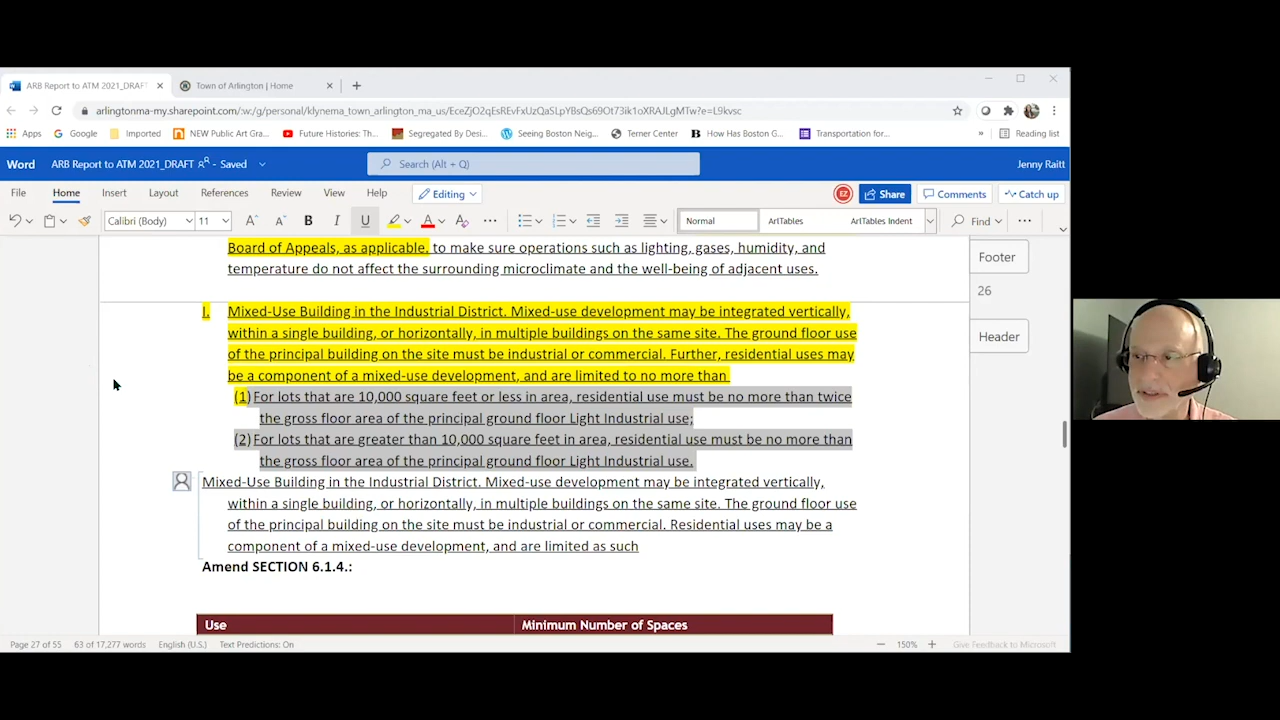 ARB Report to ATM 2021_DRAFT
Town of Arlington | Home
Apps
Google
Imported
NEW Public Art Gra...
Future Histories: Th...
Segregated By Desi...
Seeing Boston Neig...
Terner Center
How Has Boston G...
Transportation for...
»
Reading list
Word
ARB Report to ATM 2021_DRAFT - Saved
Search (Alt + Q)
Jenny Raitt
File
Home
Insert
Layout
References
Review
View
Help
Editing
EZ
Share
Comments
Catch up
Calibri (Body)
11
B
I
U
Normal
ArlTables
ArlTables Indent
Find
Board of Appeals, as applicable. to make sure operations such as lighting, gases, humidity, and
temperature do not affect the surrounding microclimate and the well-being of adjacent uses.
Footer
26
Header
l. Mixed-Use Building in the Industrial District. Mixed-use development may be integrated vertically,
within a single building, or horizontally, in multiple buildings on the same site. The ground floor use
of the principal building on the site must be industrial or commercial. Further, residential uses may
be a component of a mixed-use development, and are limited to no more than
(1) For lots that are 10,000 square feet or less in area, residential use must be no more than twice
the gross floor area of the principal ground floor Light Industrial use;
(2) For lots that are greater than 10,000 square feet in area, residential use must be no more than
the gross floor area of the principal ground floor Light Industrial use.
Mixed-Use Building in the Industrial District. Mixed-use development may be integrated vertically,
within a single building, or horizontally, in multiple buildings on the same site. The ground floor use
of the principal building on the site must be industrial or commercial. Residential uses may be a
component of a mixed-use development, and are limited as such
Amend SECTION 6.1.4.:
Use
Minimum Number of Spaces
Page 27 of 55
63 of 17,277 words
English (U.S.)
Text Predictions: On
150%
Give Feedback to Microsoft